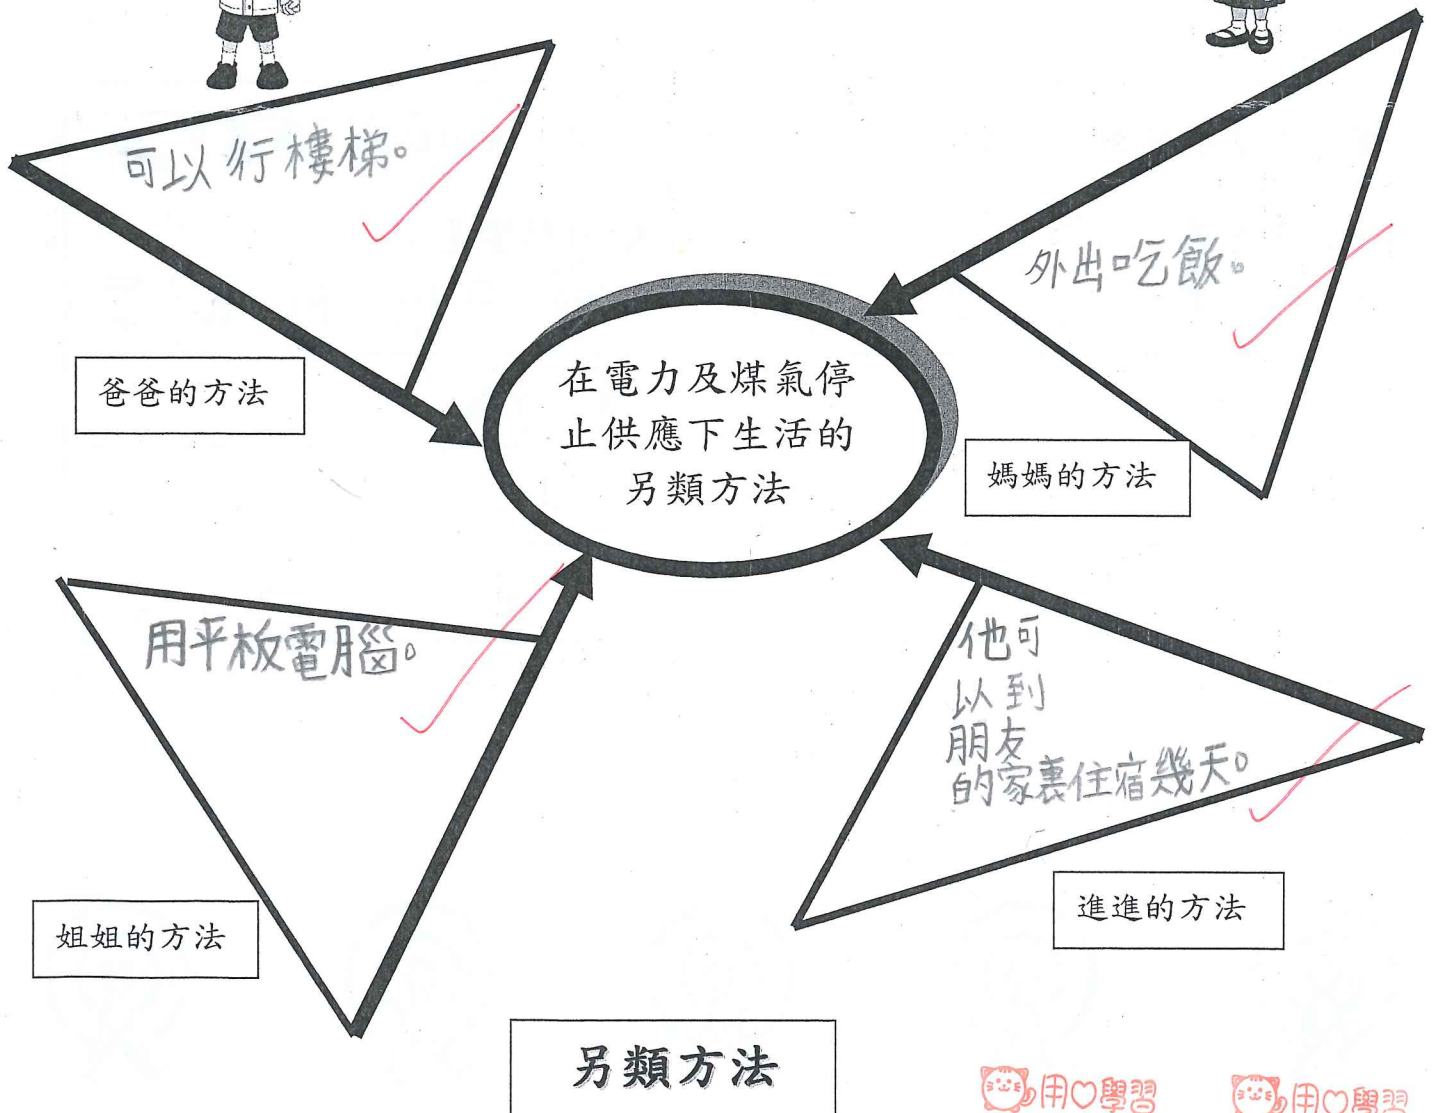 可以行樓梯。
爸爸的方法
外出吃飯。
媽媽的方法
在電力及煤氣停
止供應下生活的
另類方法
用平板電腦。
姐姐的方法
他可
以到
朋友
的家裏住宿幾天。
進進的方法
另類方法
用♡學習
用♡學習